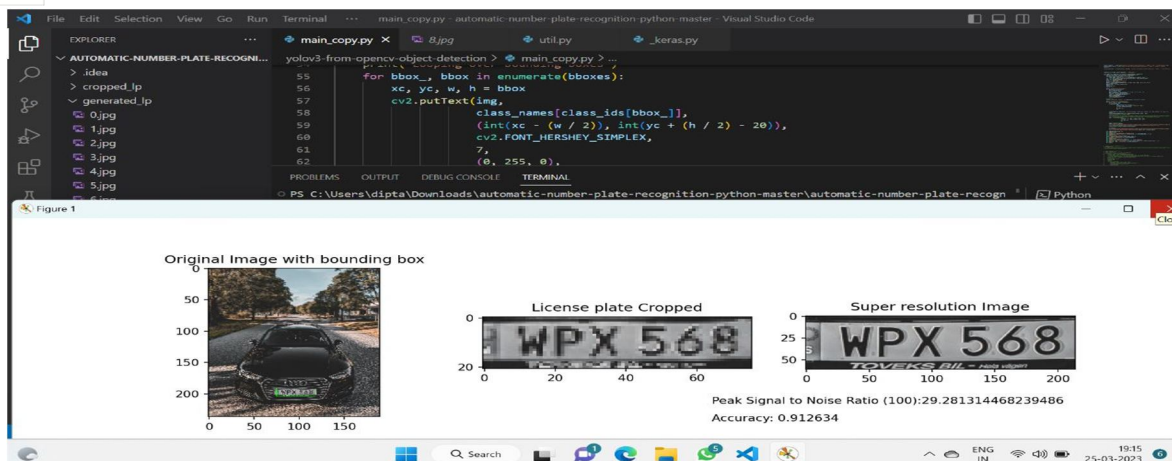 File Edit Selection View Go Run Terminal ··· main_copy.py - automatic-number-plate-recognition-python-master - Visual Studio Code
EXPLORER ···
main_copy.py × 8.jpg util.py _keras.py
AUTOMATIC-NUMBER-PLATE-RECOGNI...
yolov3-from-opencv-object-detection > main_copy.py > ...
> .idea
> cropped_lp
generated_lp
0.jpg
1.jpg
2.jpg
3.jpg
4.jpg
5.jpg
55 for bbox_, bbox in enumerate(bboxes):
56 xc, yc, w, h = bbox
57 cv2.putText(img,
58 class_names[class_ids[bbox_]],
59 (int(xc - (w / 2)), int(yc + (h / 2) - 20)),
60 cv2.FONT_HERSHEY_SIMPLEX,
61 7,
62 (0, 255, 0),
PROBLEMS OUTPUT DEBUG CONSOLE TERMINAL
PS C:\Users\dipta\Downloads\automatic-number-plate-recognition-python-master\automatic-number-plate-recogn
Python
Figure 1
Clo
Original Image with bounding box
0
50
100
150
200
0 50 100 150
License plate Cropped
0
20
WPX 568
0 20 40 60
Super resolution Image
0
25
50
WPX 568
TOVEKS BIL
0 50 100 150 200
Peak Signal to Noise Ratio (100):29.281314468239486
Accuracy: 0.912634
Search
ENG
IN
19:15
25-03-2023